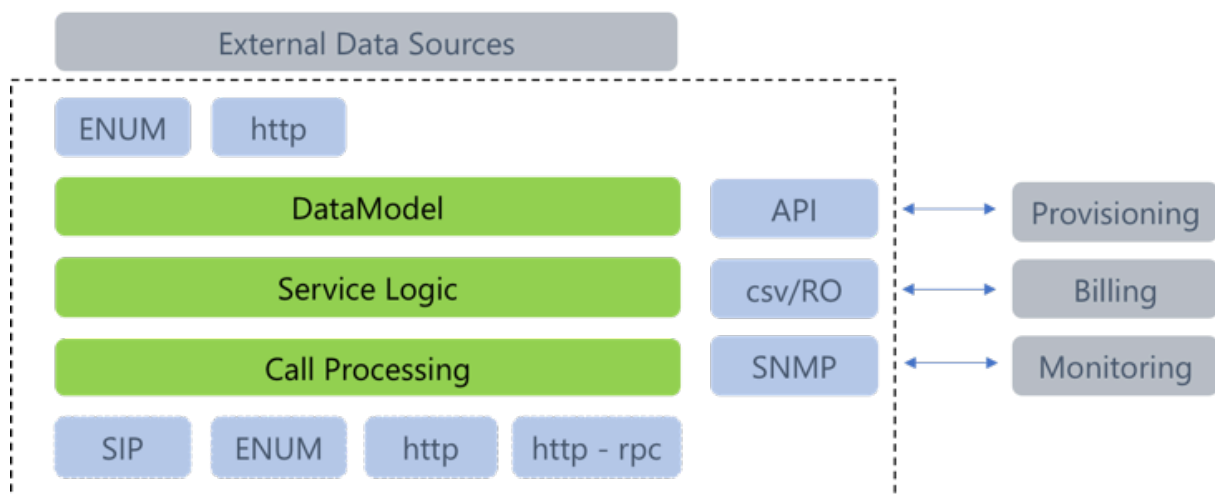 External Data Sources
ENUM http
DataModel API Provisioning
Service Logic csv/RO Billing
Call Processing SNMP Monitoring
SIP ENUM http http - rpc